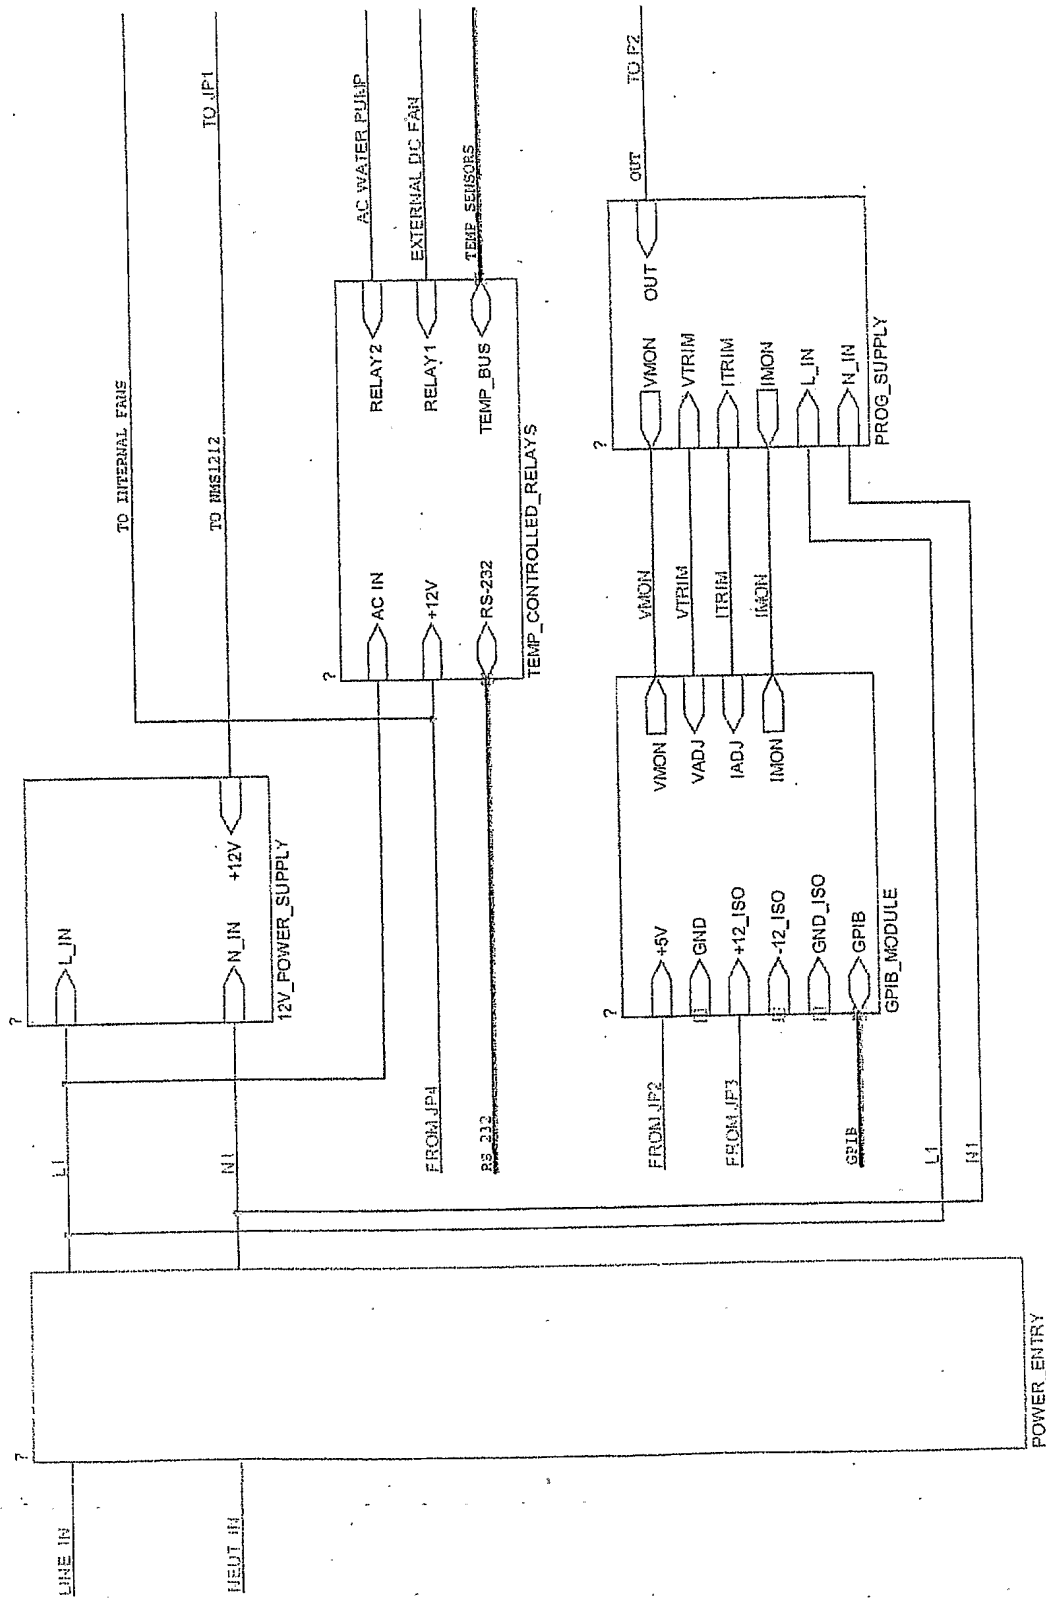 LINE IN
NEUT IN
?
POWER_ENTRY
L1
N1
?
L_IN
N_IN
+12V
12V_POWER_SUPPLY
TO INTERNAL FANS
TO NMS1212
TO JP1
FROM JP4
RS 232
?
AC IN
+12V
RS-232
RELAY2
RELAY1
TEMP_BUS
TEMP_CONTROLLED_RELAYS
AC WATER PUMP
EXTERNAL DC FAN
TEMP SENSORS
FROM JP2
FROM JP3
GPIB
L1
N1
?
+5V
GND
+12_ISO
-12_ISO
GND_ISO
GPIB
VMON
VADJ
IADJ
IMON
GPIB_MODULE
VMON
VTRIM
ITRIM
IMON
?
VMON
VTRIM
ITRIM
IMON
L_IN
N_IN
OUT
PROG_SUPPLY
OUT
TO P2